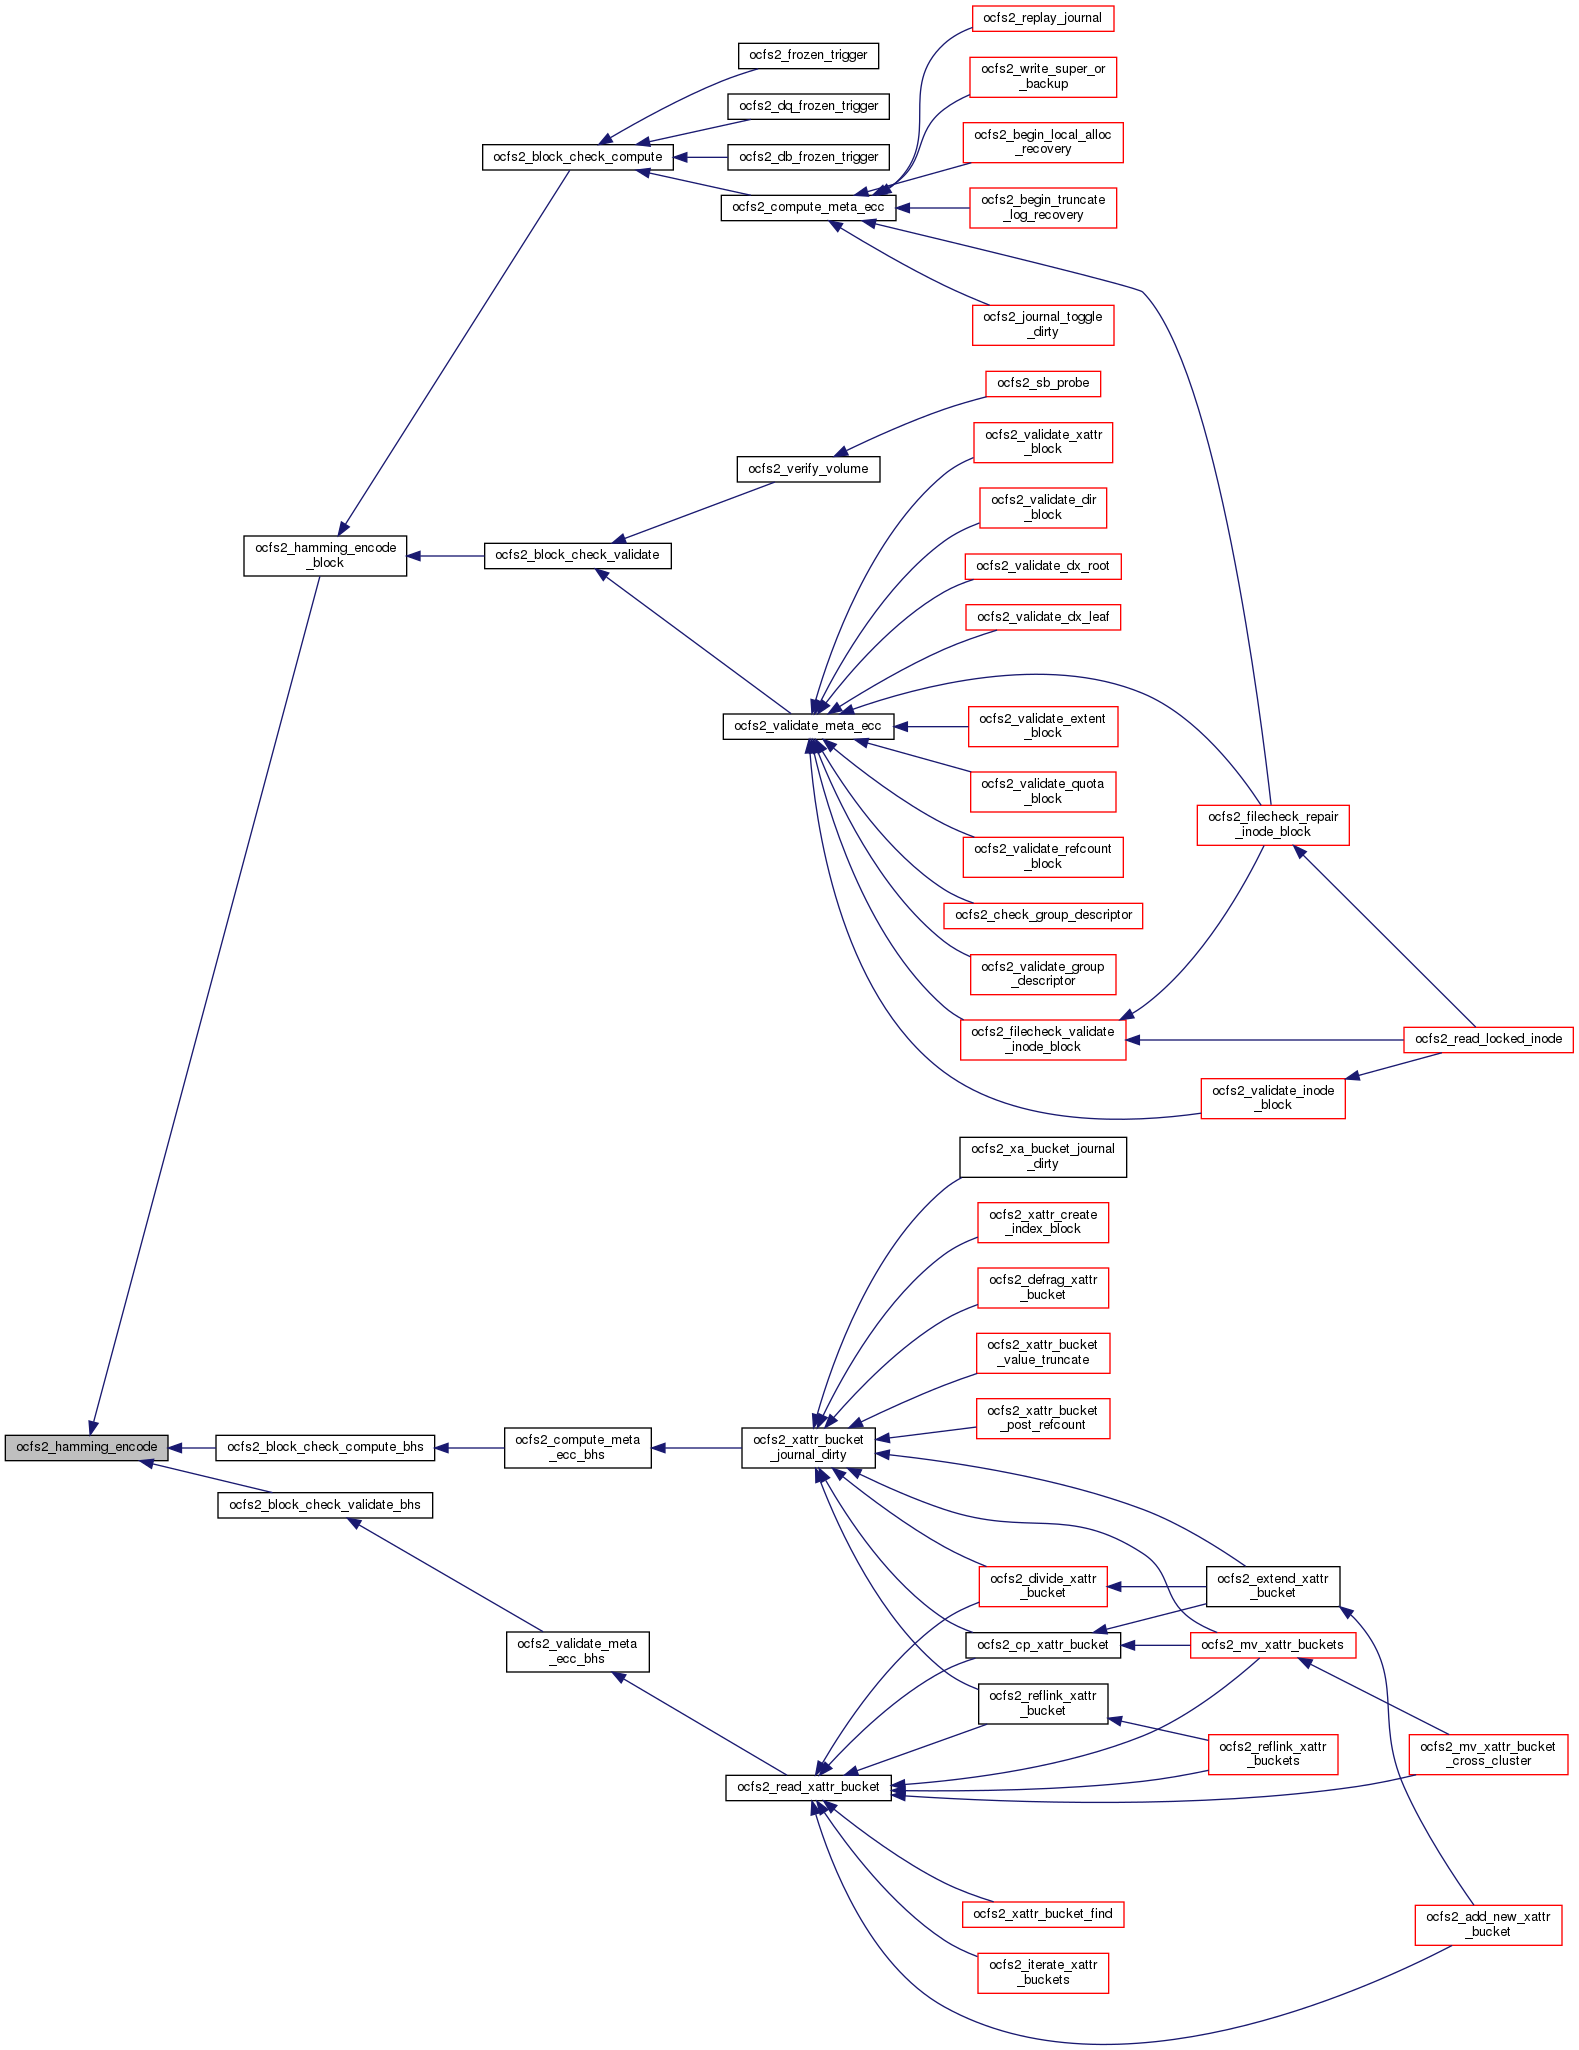 ocfs2_replay_journal
ocfs2_frozen_trigger
ocfs2_write_super_or
_backup
ocfs2_dq_frozen_trigger
ocfs2_begin_local_alloc
_recovery
ocfs2_block_check_compute
ocfs2_db_frozen_trigger
ocfs2_compute_meta_ecc
ocfs2_begin_truncate
_log_recovery
ocfs2_journal_toggle
_dirty
ocfs2_sb_probe
ocfs2_validate_xattr
_block
ocfs2_verify_volume
ocfs2_validate_dir
_block
ocfs2_hamming_encode
_block
ocfs2_block_check_validate
ocfs2_validate_dx_root
ocfs2_validate_dx_leaf
ocfs2_validate_meta_ecc
ocfs2_validate_extent
_block
ocfs2_validate_quota
_block
ocfs2_filecheck_repair
_inode_block
ocfs2_validate_refcount
_block
ocfs2_check_group_descriptor
ocfs2_validate_group
_descriptor
ocfs2_filecheck_validate
_inode_block
ocfs2_read_locked_inode
ocfs2_validate_inode
_block
ocfs2_xa_bucket_journal
_dirty
ocfs2_xattr_create
_index_block
ocfs2_defrag_xattr
_bucket
ocfs2_xattr_bucket
_value_truncate
ocfs2_xattr_bucket
_post_refcount
ocfs2_hamming_encode
ocfs2_block_check_compute_bhs
ocfs2_compute_meta
_ecc_bhs
ocfs2_xattr_bucket
_journal_dirty
ocfs2_block_check_validate_bhs
ocfs2_divide_xattr
_bucket
ocfs2_extend_xattr
_bucket
ocfs2_validate_meta
_ecc_bhs
ocfs2_cp_xattr_bucket
ocfs2_mv_xattr_buckets
ocfs2_reflink_xattr
_bucket
ocfs2_reflink_xattr
_buckets
ocfs2_mv_xattr_bucket
_cross_cluster
ocfs2_read_xattr_bucket
ocfs2_xattr_bucket_find
ocfs2_add_new_xattr
_bucket
ocfs2_iterate_xattr
_buckets